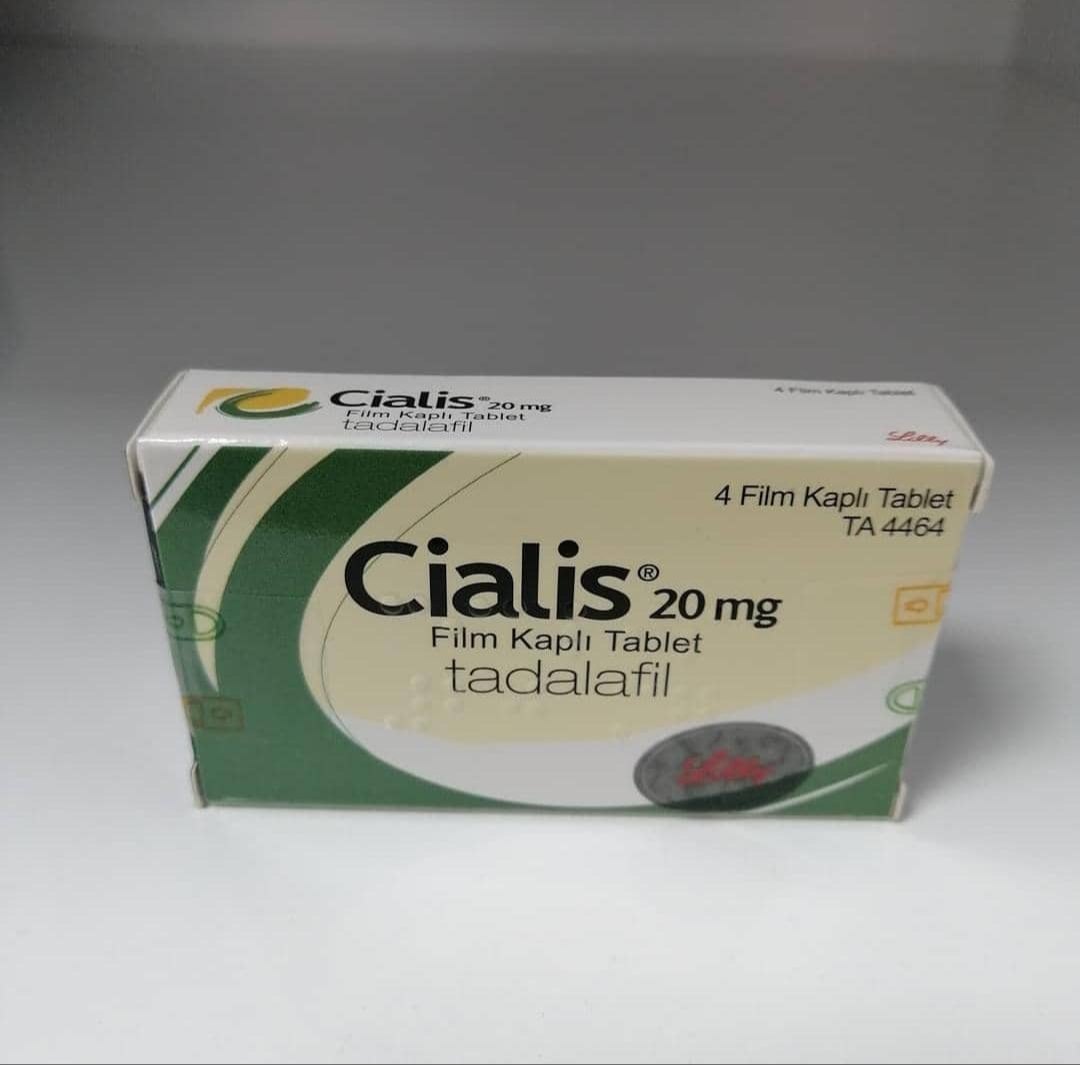 Cialis® 20 mg
Film Kaplı Tablet
tadalafil
4 Film Kaplı Tablet
Lilly
4 Film Kaplı Tablet
TA 4464
Cialis® 20 mg
Film Kaplı Tablet
tadalafil
Lilly